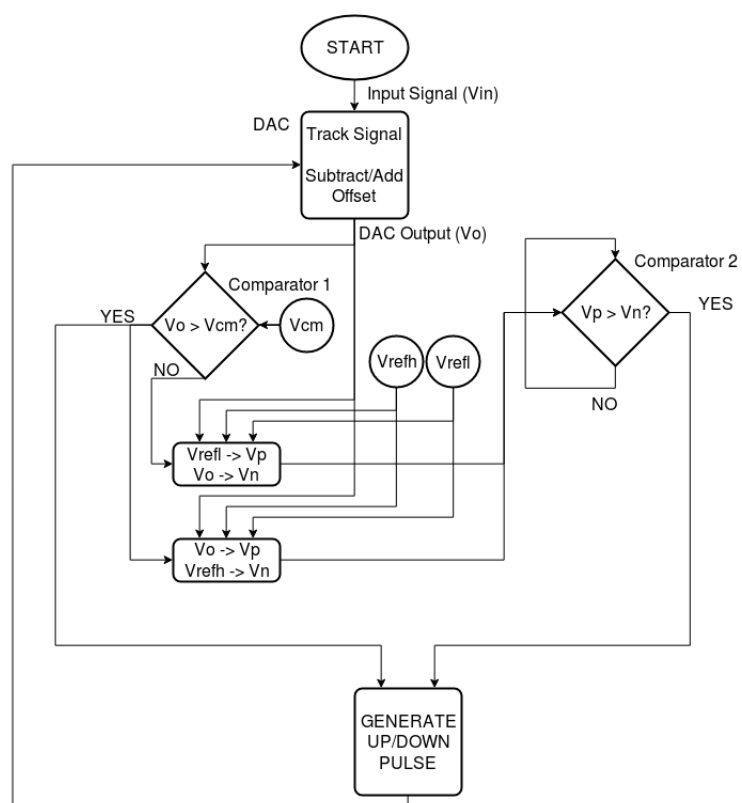 START
Input Signal (Vin)
DAC
Track Signal
Subtract/Add
Offset
DAC Output (Vo)
Comparator 1
Vo > Vcm?
Vcm
YES
NO
Comparator 2
Vp > Vn?
YES
NO
Vrefh
Vrefl
Vrefl -> Vp
Vo -> Vn
Vo -> Vp
Vrefh -> Vn
GENERATE
UP/DOWN
PULSE